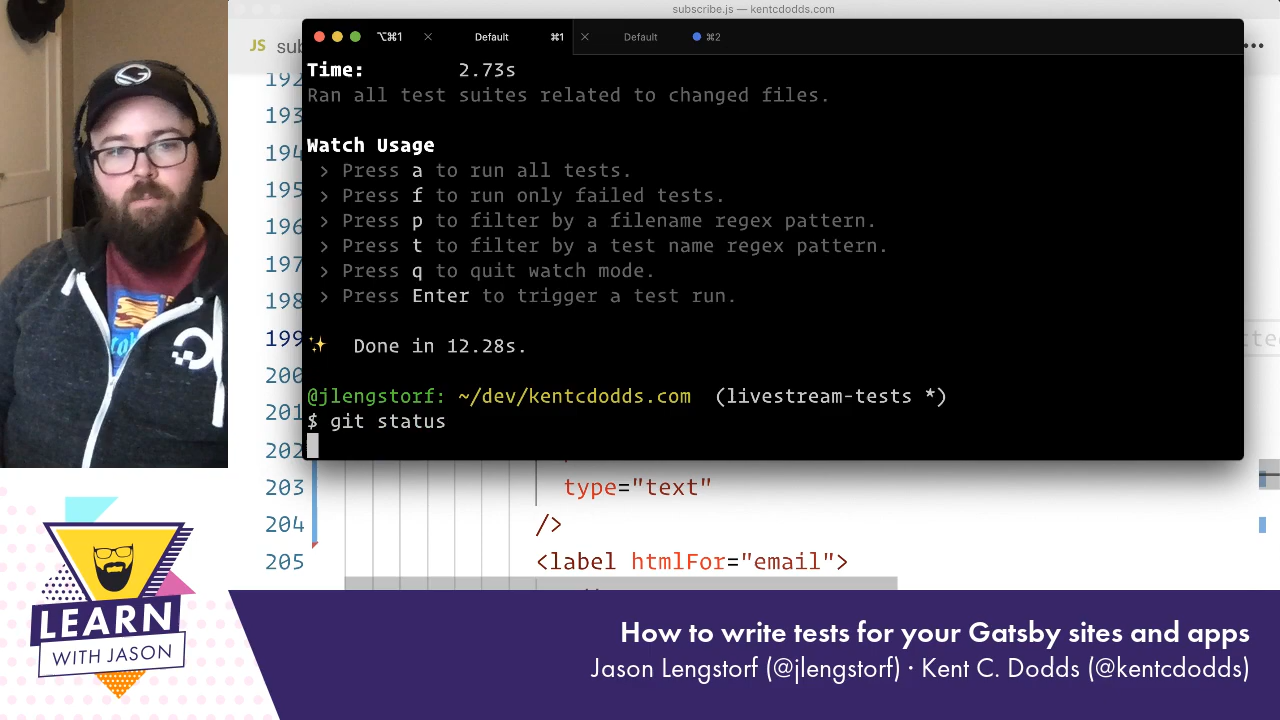 subscribe.js — kentcdodds.com
JS sub
⌥⌘1 × Default ⌘1 × Default ⌘2
Time: 2.73s
Ran all test suites related to changed files.
Watch Usage
› Press a to run all tests.
› Press f to run only failed tests.
› Press p to filter by a filename regex pattern.
› Press t to filter by a test name regex pattern.
› Press q to quit watch mode.
› Press Enter to trigger a test run.
✨ Done in 12.28s.
@jlengstorf: ~/dev/kentcdodds.com (livestream-tests *)
$ git status
192
193
194
195
196
197
198
199
200
201
202
203 type="text"
204 />
205 <label htmlFor="email">
LEARN
WITH JASON
How to write tests for your Gatsby sites and apps
Jason Lengstorf (@jlengstorf) · Kent C. Dodds (@kentcdodds)